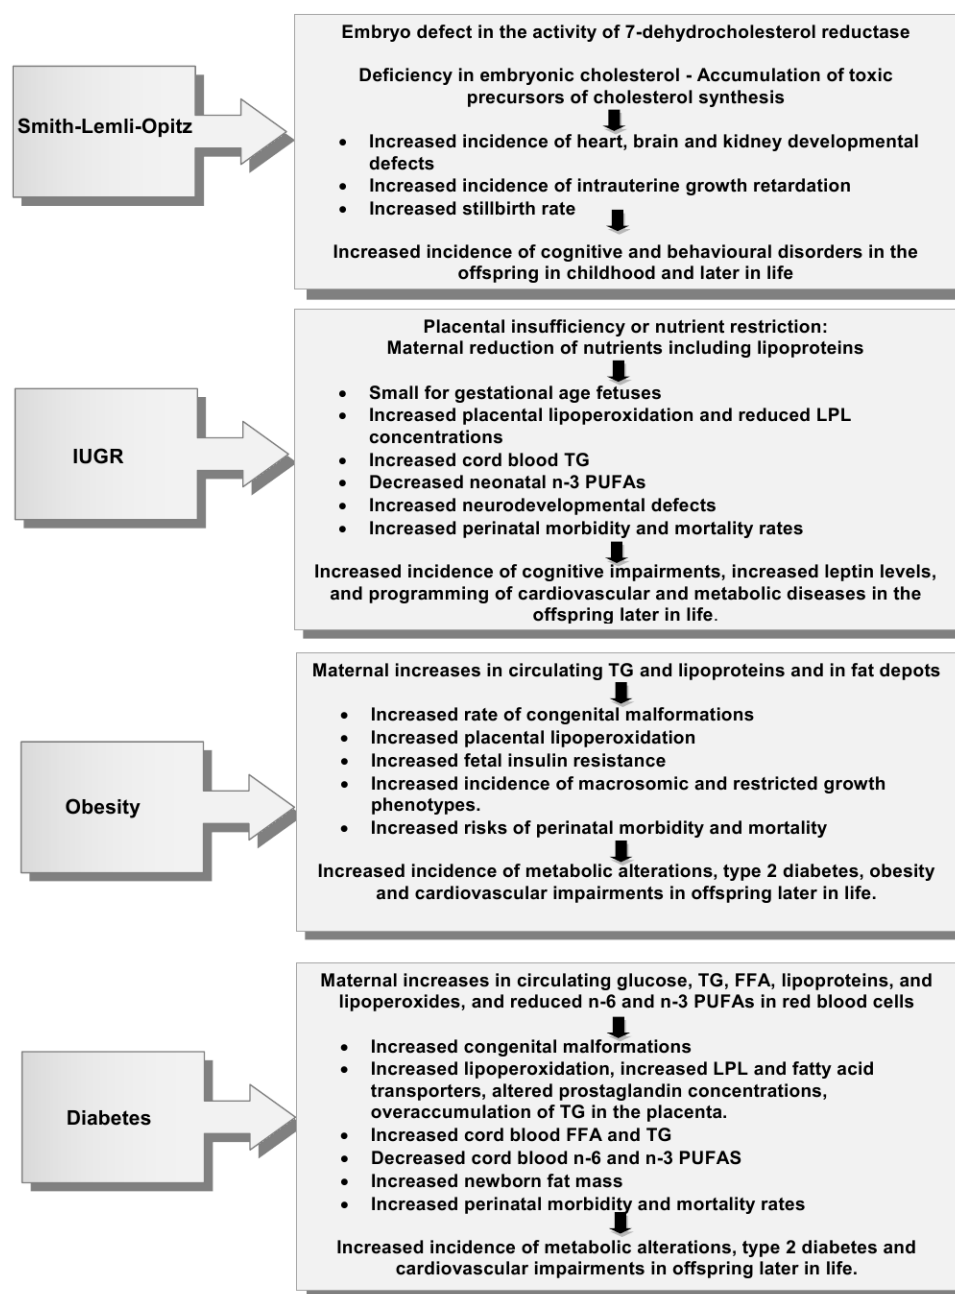 Smith-Lemli-Opitz
Embryo defect in the activity of 7-dehydrocholesterol reductase
Deficiency in embryonic cholesterol - Accumulation of toxic
precursors of cholesterol synthesis
• Increased incidence of heart, brain and kidney developmental
defects
• Increased incidence of intrauterine growth retardation
• Increased stillbirth rate
Increased incidence of cognitive and behavioural disorders in the
offspring in childhood and later in life
IUGR
Placental insufficiency or nutrient restriction:
Maternal reduction of nutrients including lipoproteins
• Small for gestational age fetuses
• Increased placental lipoperoxidation and reduced LPL
concentrations
• Increased cord blood TG
• Decreased neonatal n-3 PUFAs
• Increased neurodevelopmental defects
• Increased perinatal morbidity and mortality rates
Increased incidence of cognitive impairments, increased leptin levels,
and programming of cardiovascular and metabolic diseases in the
offspring later in life.
Obesity
Maternal increases in circulating TG and lipoproteins and in fat depots
• Increased rate of congenital malformations
• Increased placental lipoperoxidation
• Increased fetal insulin resistance
• Increased incidence of macrosomic and restricted growth
phenotypes.
• Increased risks of perinatal morbidity and mortality
Increased incidence of metabolic alterations, type 2 diabetes, obesity
and cardiovascular impairments in offspring later in life.
Diabetes
Maternal increases in circulating glucose, TG, FFA, lipoproteins, and
lipoperoxides, and reduced n-6 and n-3 PUFAs in red blood cells
• Increased congenital malformations
• Increased lipoperoxidation, increased LPL and fatty acid
transporters, altered prostaglandin concentrations,
overaccumulation of TG in the placenta.
• Increased cord blood FFA and TG
• Decreased cord blood n-6 and n-3 PUFAS
• Increased newborn fat mass
• Increased perinatal morbidity and mortality rates
Increased incidence of metabolic alterations, type 2 diabetes and
cardiovascular impairments in offspring later in life.